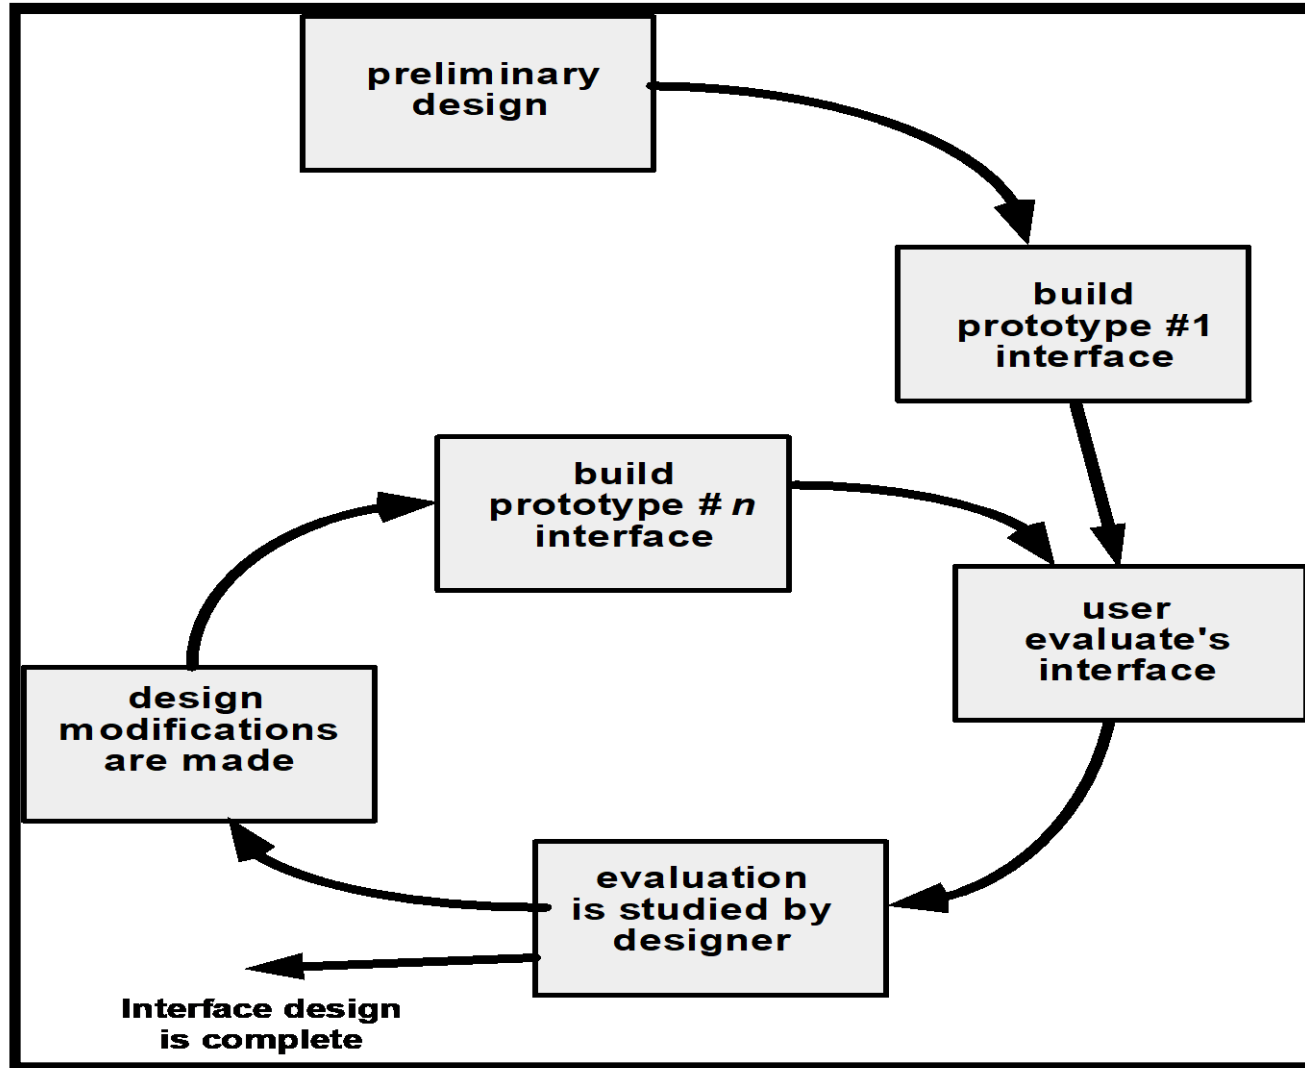 preliminary
design
build
prototype #1
interface
build
prototype # n
interface
user
evaluate's
interface
design
modifications
are made
evaluation
is studied by
designer
Interface design
is complete